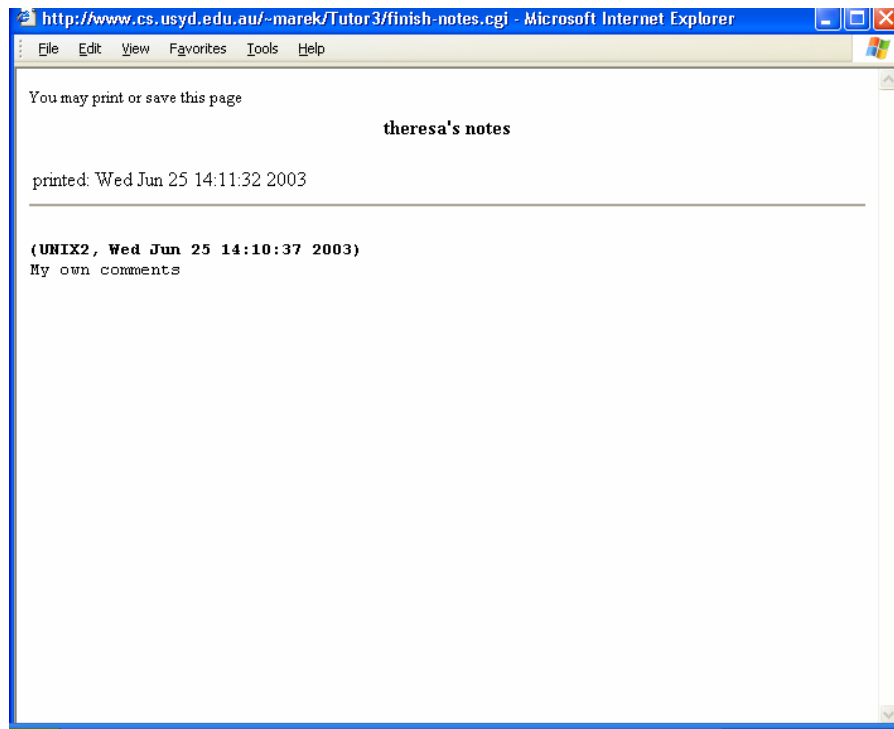 http://www.cs.usyd.edu.au/~marek/Tutor3/finish-notes.cgi - Microsoft Internet Explorer
File Edit View Favorites Tools Help
You may print or save this page
theresa's notes
printed: Wed Jun 25 14:11:32 2003
(UNIX2, Wed Jun 25 14:10:37 2003)
My own comments